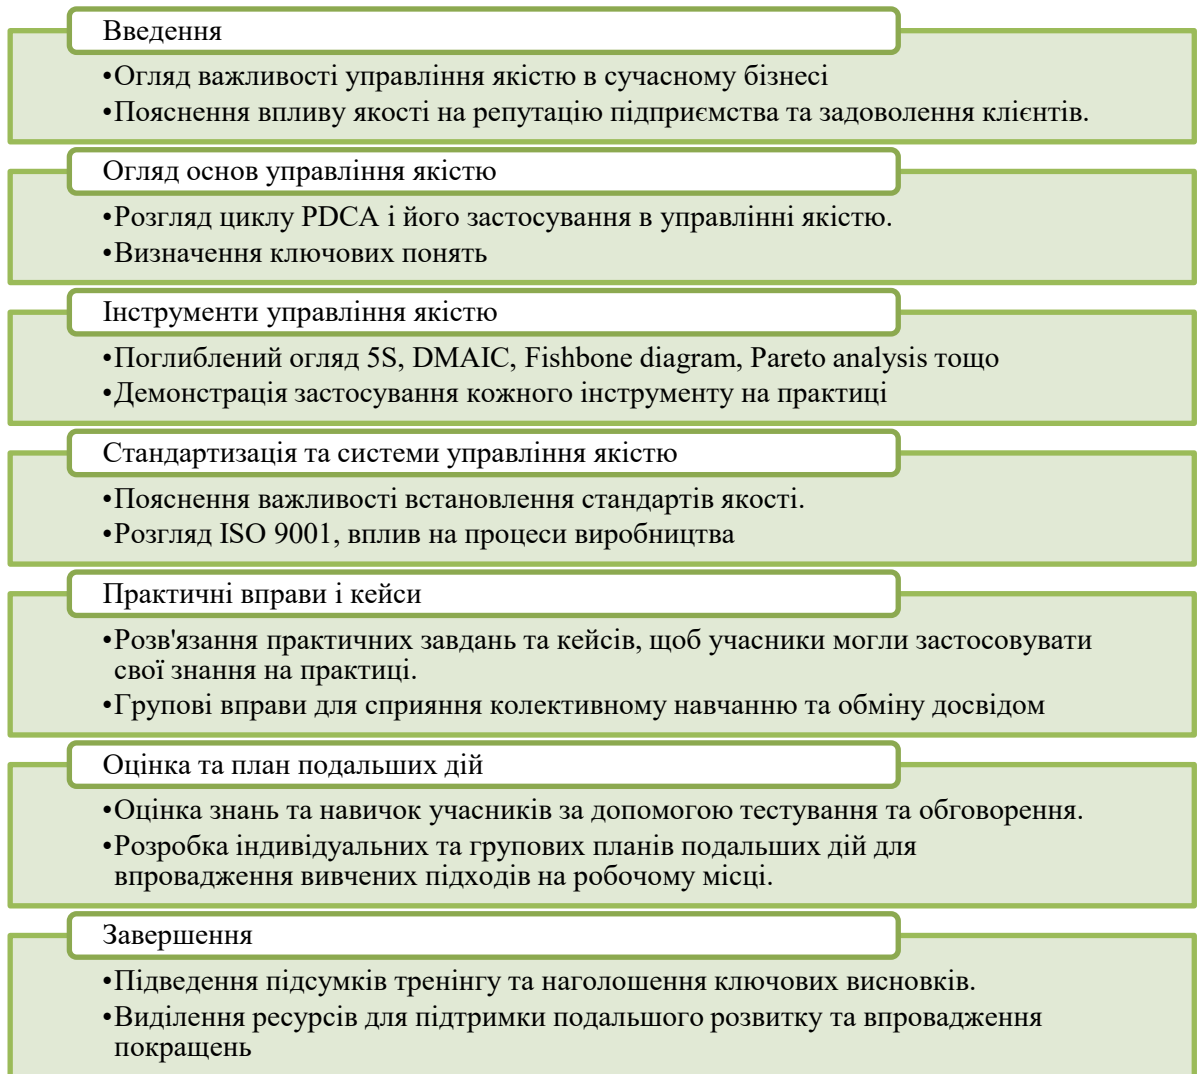 Введення
•Огляд важливості управління якістю в сучасному бізнесі
•Пояснення впливу якості на репутацію підприємства та задоволення клієнтів.
Огляд основ управління якістю
•Розгляд циклу PDCA і його застосування в управлінні якістю.
•Визначення ключових понять
Інструменти управління якістю
•Поглиблений огляд 5S, DMAIC, Fishbone diagram, Pareto analysis тощо
•Демонстрація застосування кожного інструменту на практиці
Стандартизація та системи управління якістю
•Пояснення важливості встановлення стандартів якості.
•Розгляд ISO 9001, вплив на процеси виробництва
Практичні вправи і кейси
•Розв'язання практичних завдань та кейсів, щоб учасники могли застосовувати
свої знання на практиці.
•Групові вправи для сприяння колективному навчанню та обміну досвідом
Оцінка та план подальших дій
•Оцінка знань та навичок учасників за допомогою тестування та обговорення.
•Розробка індивідуальних та групових планів подальших дій для
впровадження вивчених підходів на робочому місці.
Завершення
•Підведення підсумків тренінгу та наголошення ключових висновків.
•Виділення ресурсів для підтримки подальшого розвитку та впровадження
покращень